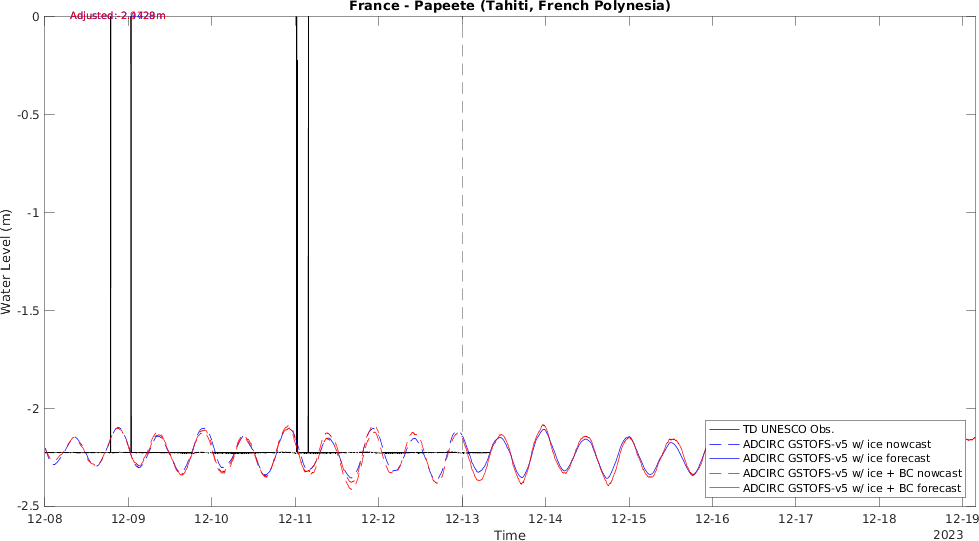 France - Papeete (Tahiti, French Polynesia)
Adjusted:
0
-0.5
-1
-1.5
-2
-2.5
Water Level (m)
12-08
12-09
12-10
12-11
12-12
12-13
12-14
12-15
12-16
12-17
12-18
12-19
2023
Time
TD UNESCO Obs.
ADCIRC GSTOFS-v5 w/ ice nowcast
ADCIRC GSTOFS-v5 w/ ice forecast
ADCIRC GSTOFS-v5 w/ ice + BC nowcast
ADCIRC GSTOFS-v5 w/ ice + BC forecast